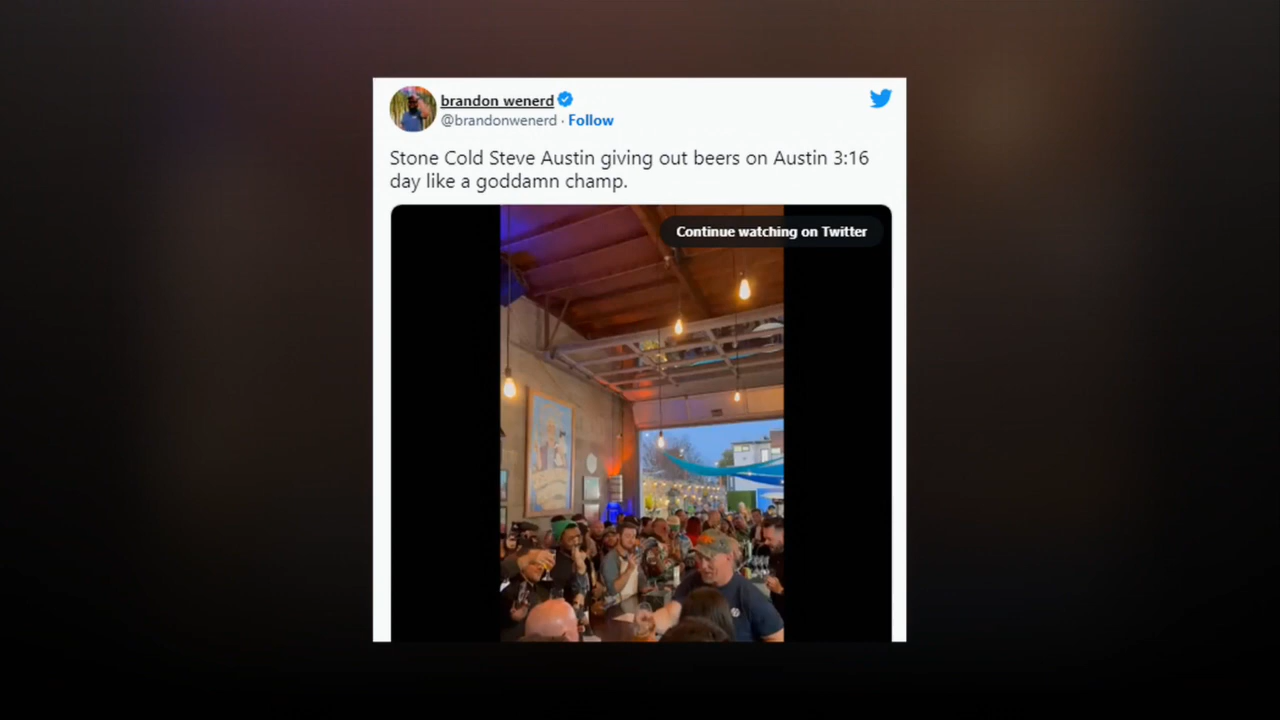 brandon wenerd
@brandonwenerd · Follow
Stone Cold Steve Austin giving out beers on Austin 3:16
day like a goddamn champ.
Continue watching on Twitter